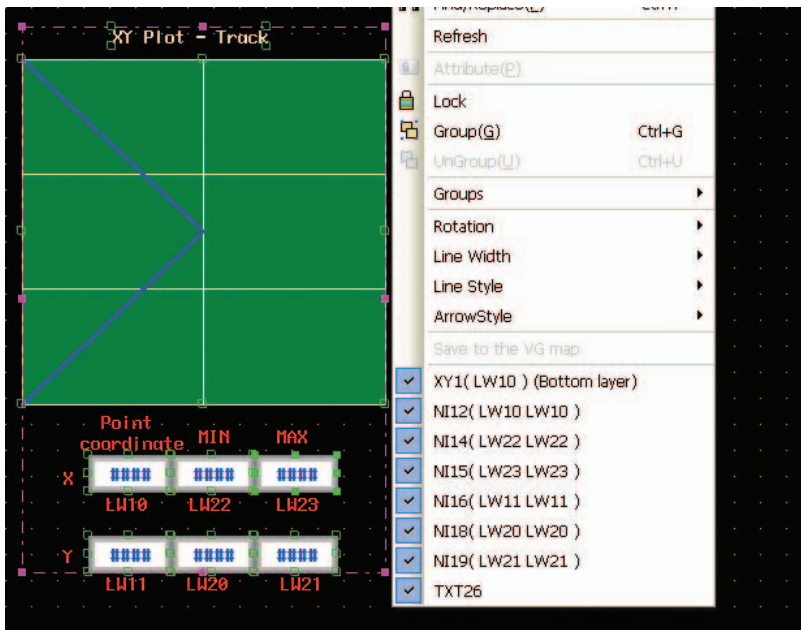 XY Plot - Track
Point
coordinate MIN MAX
X #### #### ####
LW10 LW22 LW23
Y #### #### ####
LW11 LW20 LW21
Refresh
Attribute(P)
Lock
Group(G) Ctrl+G
UnGroup(U) Ctrl+U
Groups
Rotation
Line Width
Line Style
ArrowStyle
Save to the VG map
XY1( LW10 ) (Bottom layer)
NI12( LW10 LW10 )
NI14( LW22 LW22 )
NI15( LW23 LW23 )
NI16( LW11 LW11 )
NI18( LW20 LW20 )
NI19( LW21 LW21 )
TXT26